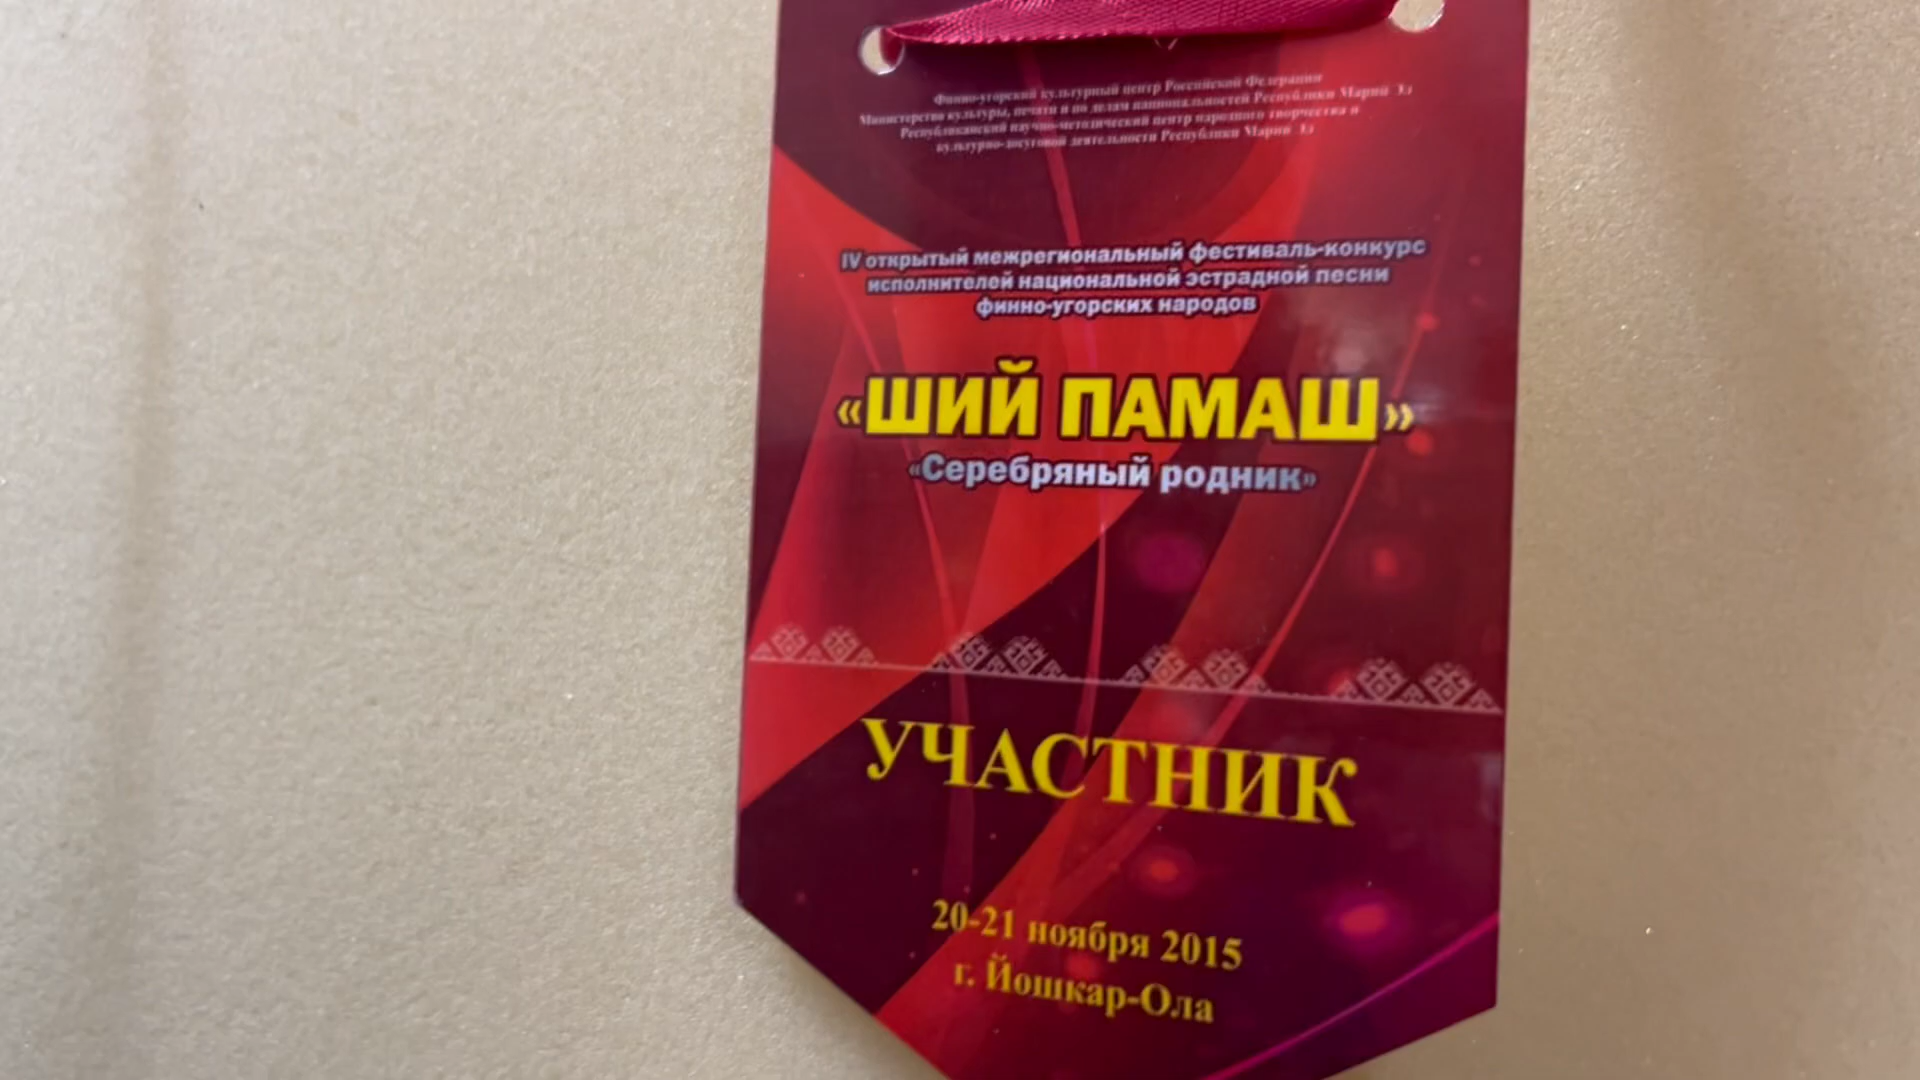 Финно-угорский культурный центр Российской Федерации
Министерство культуры, печати и по делам национальностей Республики Марий Эл
Республиканский научно-методический центр народного творчества и
культурно-досуговой деятельности Республики Марий Эл
IV открытый межрегиональный фестиваль-конкурс
исполнителей национальной эстрадной песни
финно-угорских народов
«ШИЙ ПАМАШ»
«Серебряный родник»
УЧАСТНИК
20-21 ноября 2015
г. Йошкар-Ола